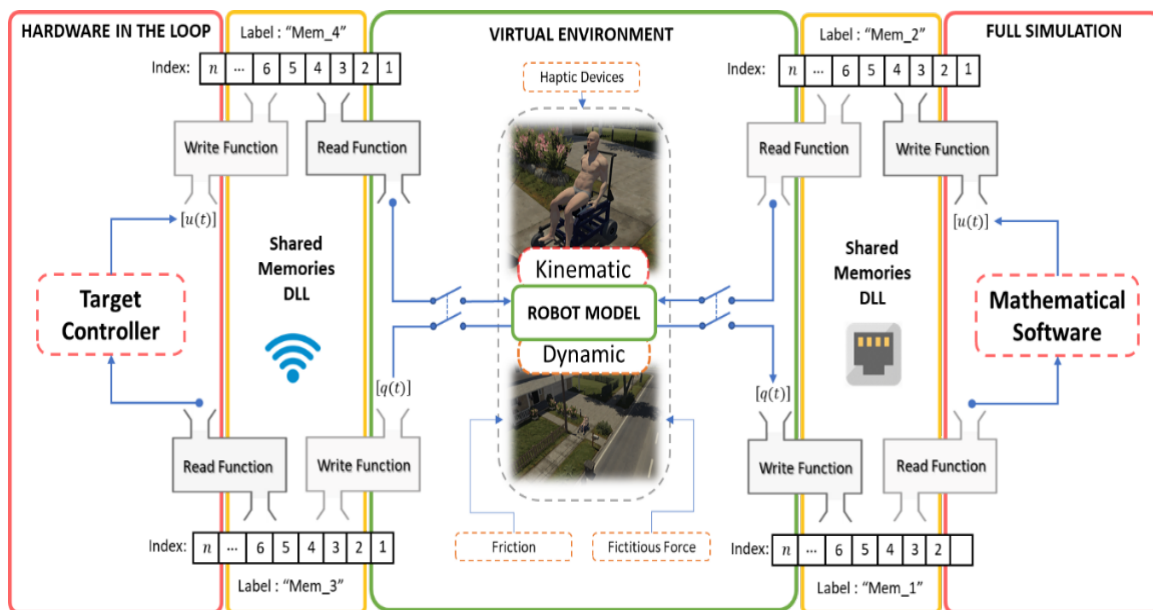 HARDWARE IN THE LOOP
Label : “Mem_4”
Index: n ... 6 5 4 3 2 1
Write Function
Read Function
[u(t)]
Shared
Memories
DLL
Target
Controller
[q(t)]
Read Function
Write Function
Index: n ... 6 5 4 3 2 1
Label : “Mem_3”
VIRTUAL ENVIRONMENT
Haptic Devices
Kinematic
ROBOT MODEL
Dynamic
Friction
Fictitious Force
Label : “Mem_2”
Index: n ... 6 5 4 3 2 1
Read Function
Write Function
[u(t)]
Shared
Memories
DLL
[q(t)]
Write Function
Read Function
Index: n ... 6 5 4 3 2
Label : “Mem_1”
FULL SIMULATION
Mathematical
Software